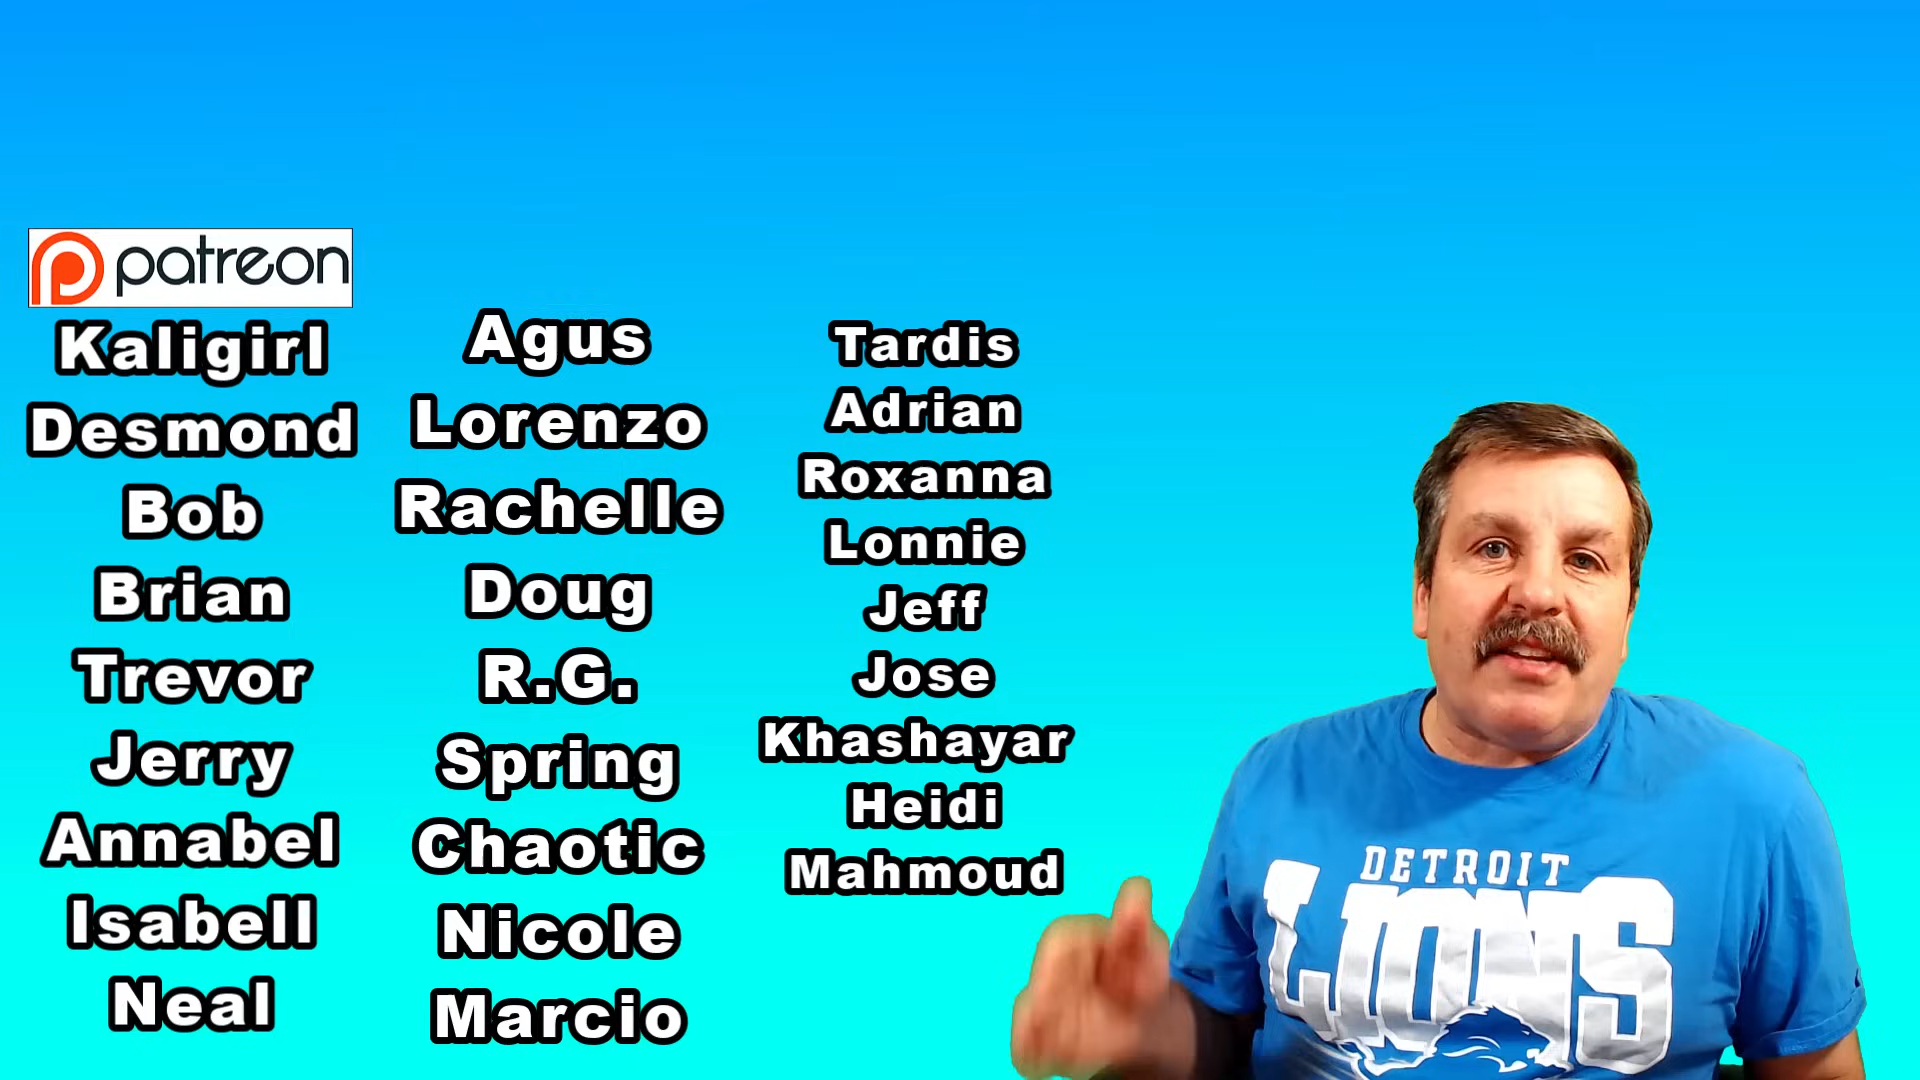 patreon
Kaligirl
Desmond
Bob
Brian
Trevor
Jerry
Annabel
Isabell
Neal
Agus
Lorenzo
Rachelle
Doug
R.G.
Spring
Chaotic
Nicole
Marcio
Tardis
Adrian
Roxanna
Lonnie
Jeff
Jose
Khashayar
Heidi
Mahmoud
DETROIT
LIONS